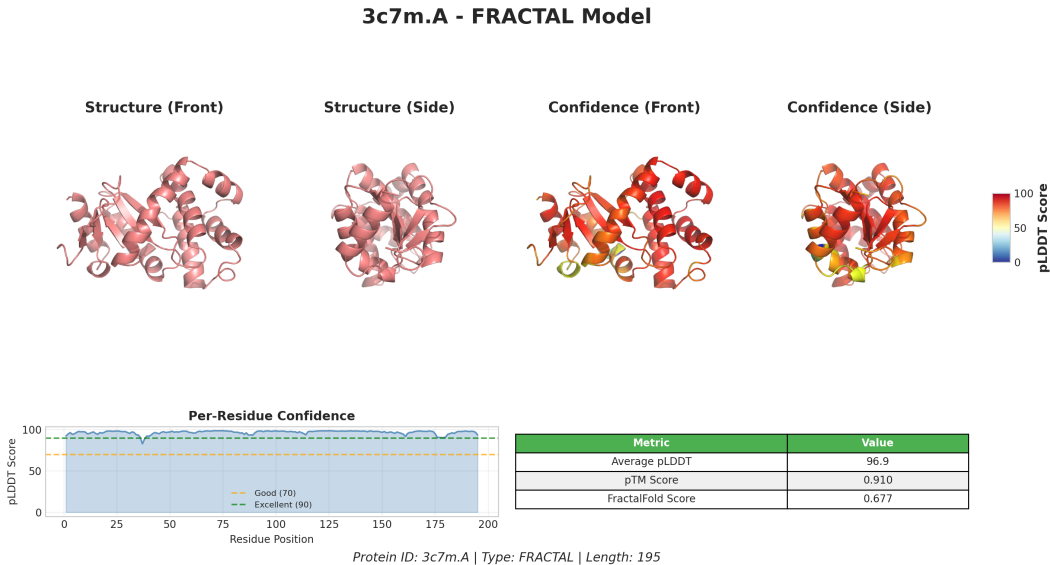 3c7m.A - FRACTAL Model
Structure (Front)
Structure (Side)
Confidence (Front)
Confidence (Side)
100
50
0
pLDDT Score
Per-Residue Confidence
100
50
0
pLDDT Score
Good (70)
Excellent (90)
0 25 50 75 100 125 150 175 200
Residue Position
Metric Value
Average pLDDT 96.9
pTM Score 0.910
FractalFold Score 0.677
Protein ID: 3c7m.A | Type: FRACTAL | Length: 195